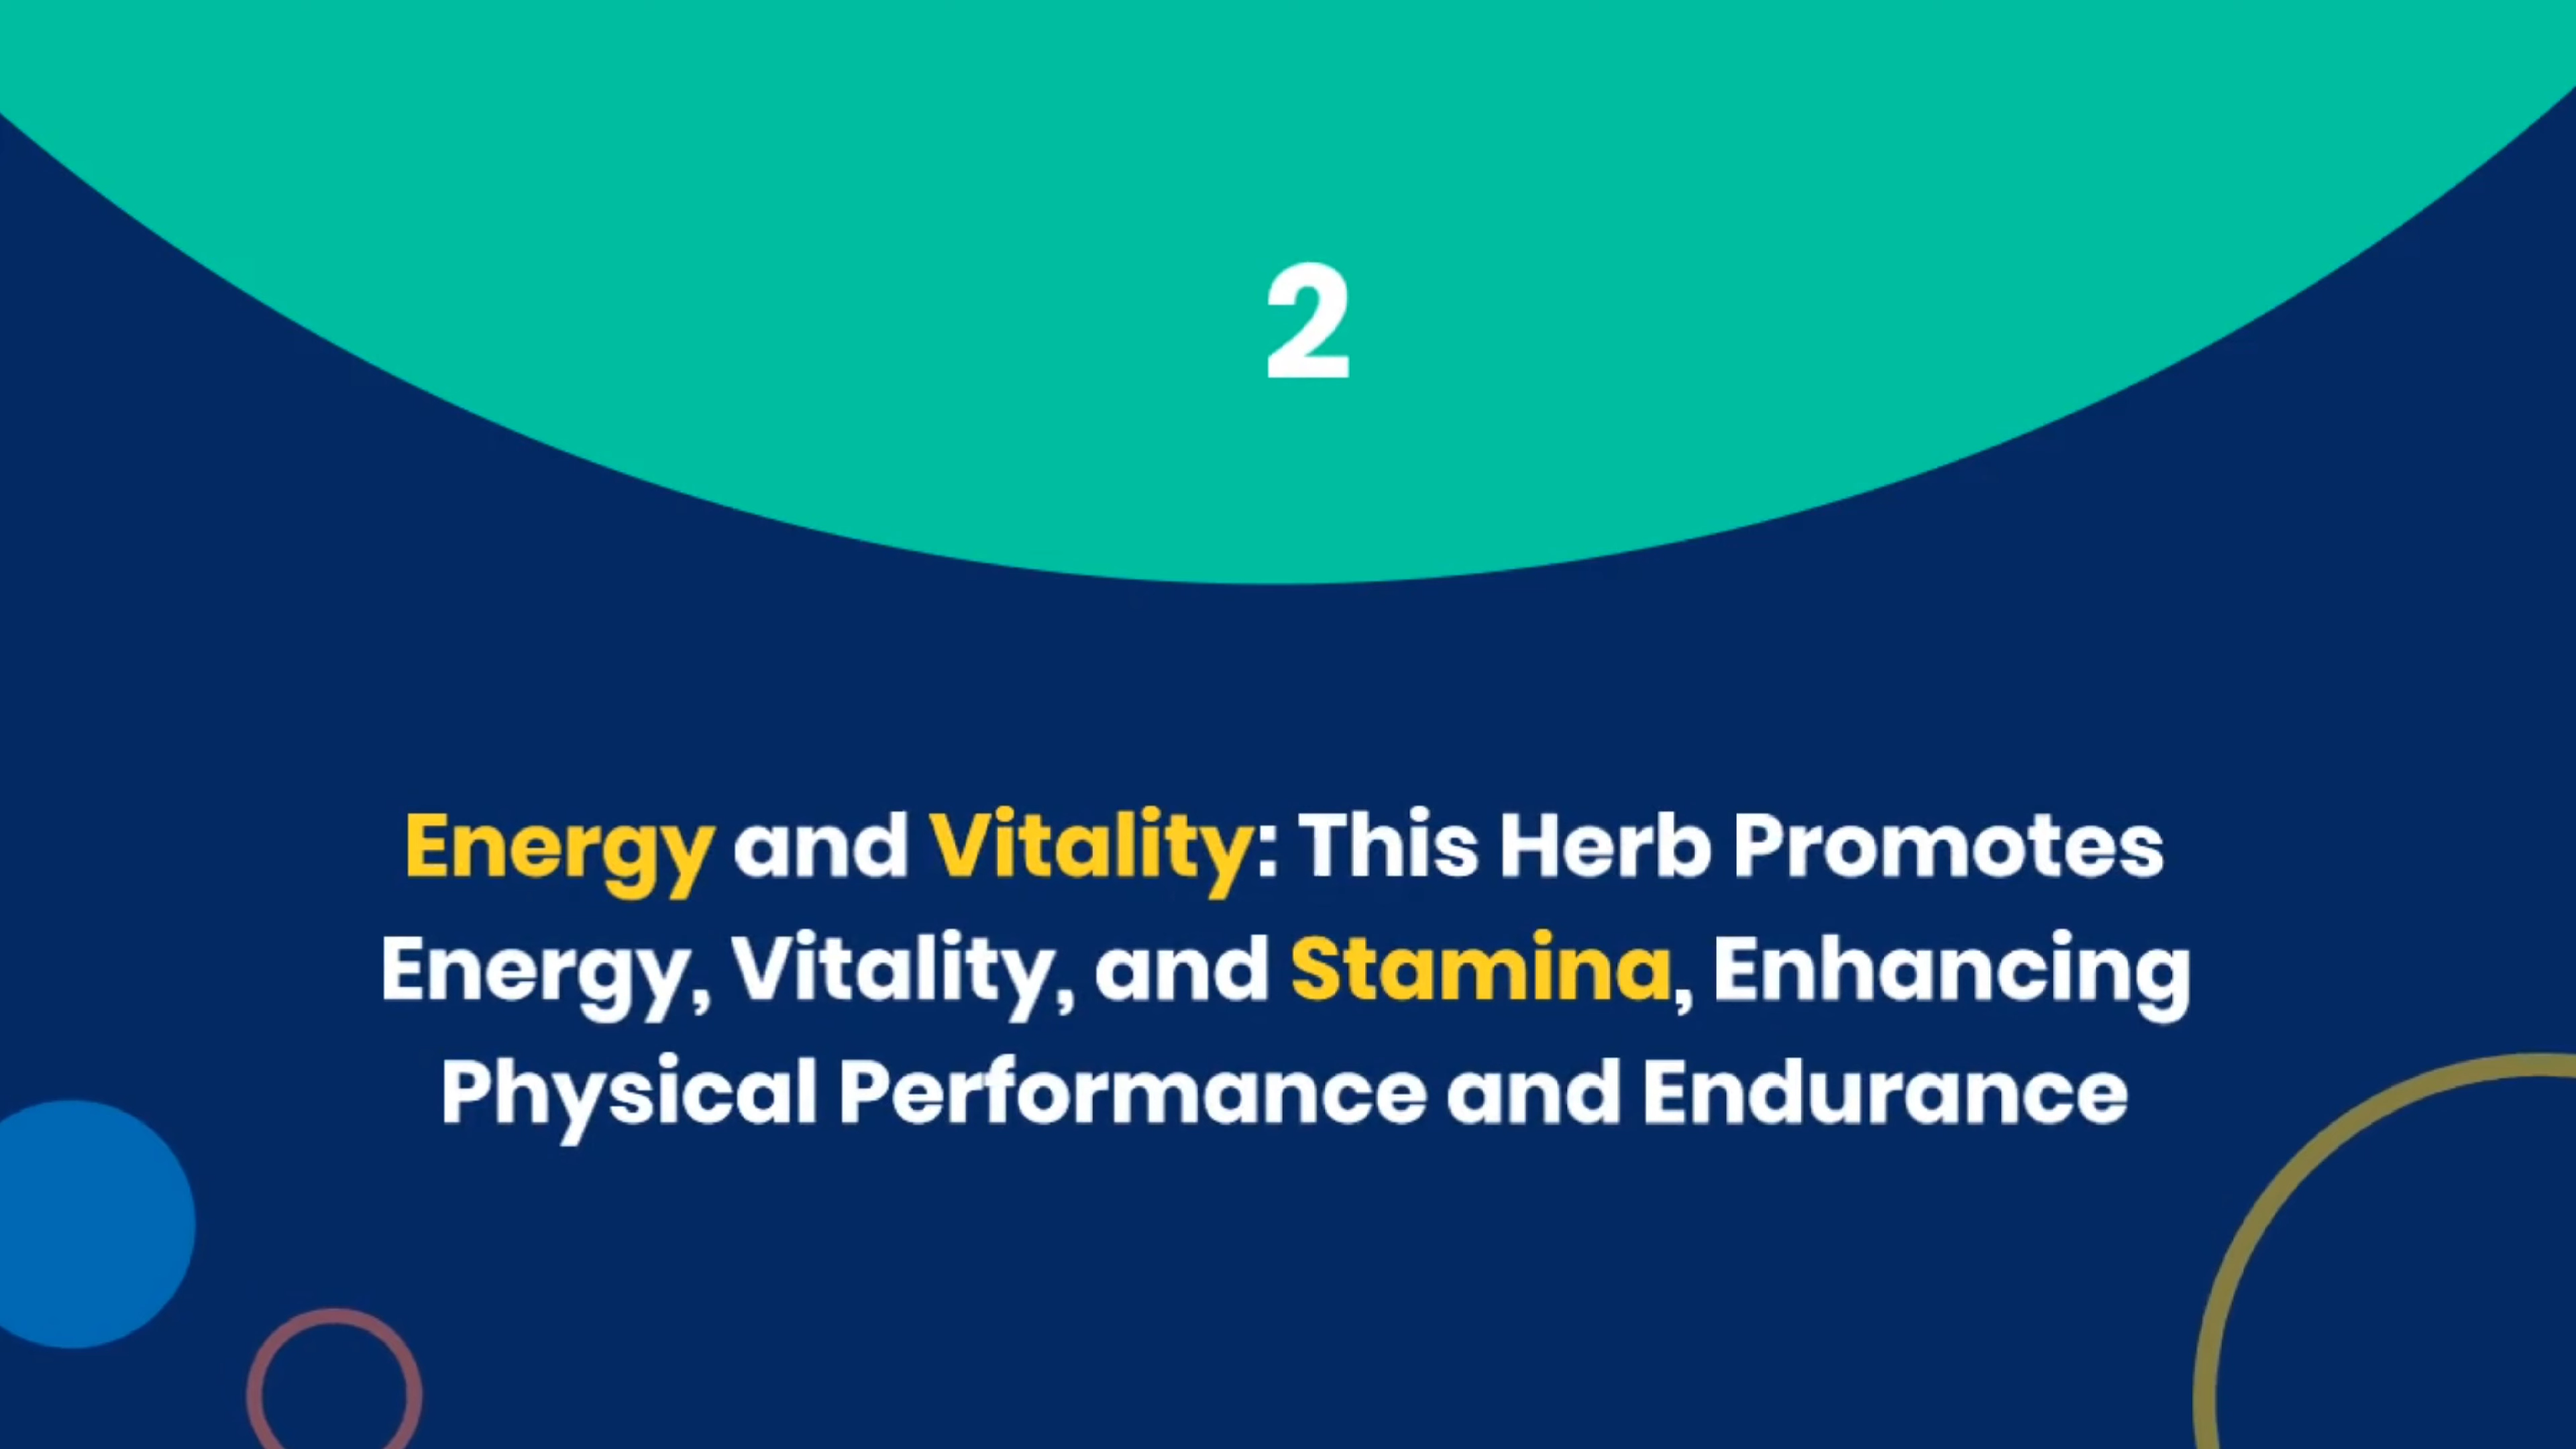 2
Energy and Vitality: This Herb Promotes
Energy, Vitality, and Stamina, Enhancing
Physical Performance and Endurance